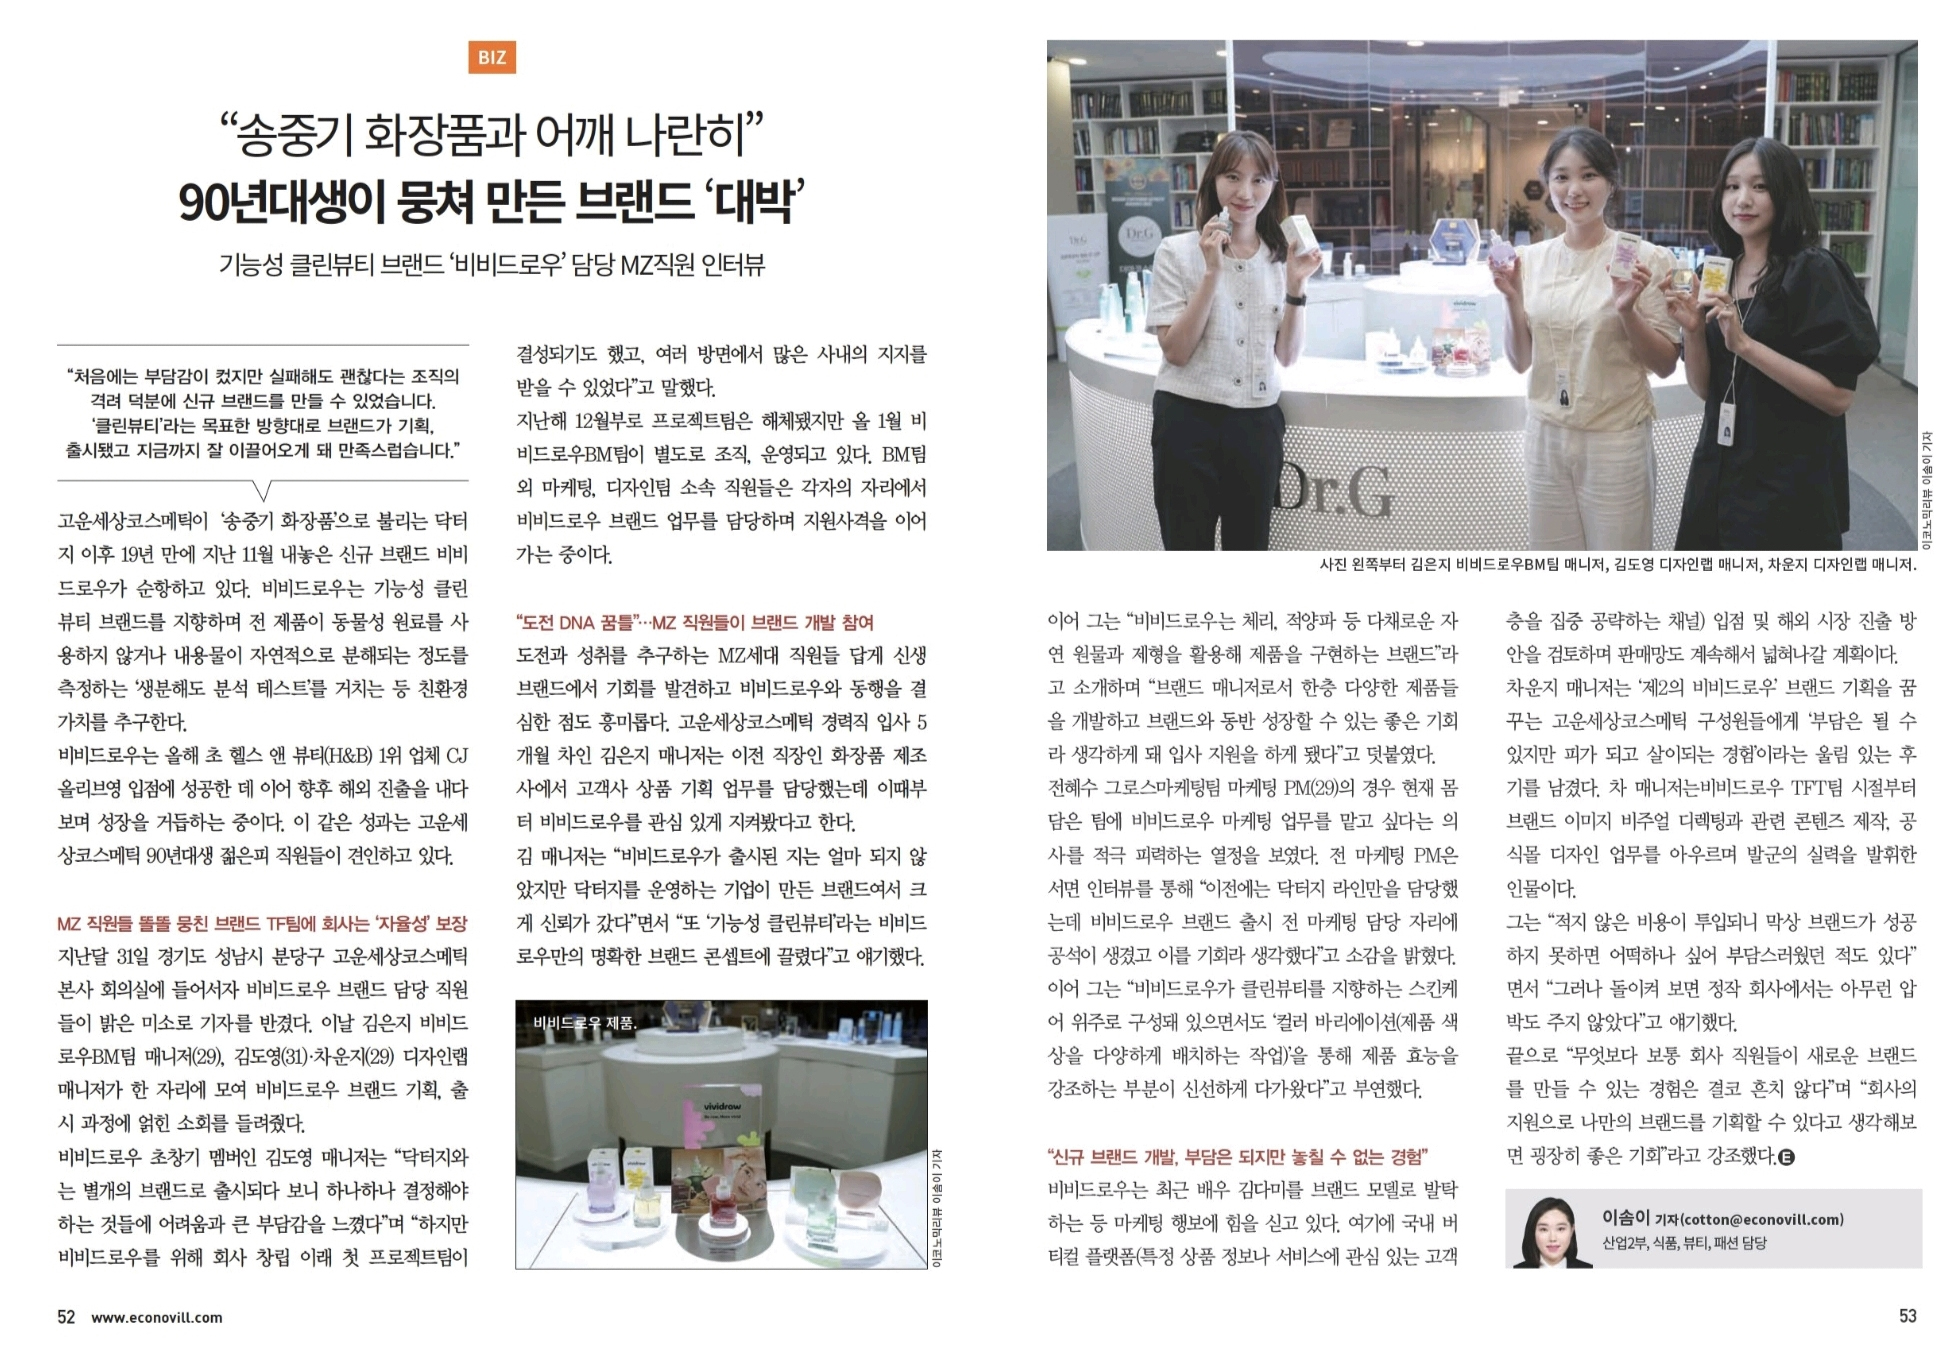 BIZ
“송중기 화장품과 어깨 나란히”
90년대생이 뭉쳐 만든 브랜드 ‘대박’
기능성 클린뷰티 브랜드 ‘비비드로우’ 담당 MZ직원 인터뷰
“처음에는 부담감이 컸지만 실패해도 괜찮다는 조직의
격려 덕분에 신규 브랜드를 만들 수 있었습니다.
‘클린뷰티’라는 목표한 방향대로 브랜드가 기획,
출시됐고 지금까지 잘 이끌어오게 돼 만족스럽습니다.”
고운세상코스메틱이 ‘송중기 화장품’으로 불리는 닥터
지 이후 19년 만에 지난 11월 내놓은 신규 브랜드 비비
드로우가 순항하고 있다. 비비드로우는 기능성 클린
뷰티 브랜드를 지향하며 전 제품이 동물성 원료를 사
용하지 않거나 내용물이 자연적으로 분해되는 정도를
측정하는 ‘생분해도 분석 테스트’를 거치는 등 친환경
가치를 추구한다.
비비드로우는 올해 초 헬스 앤 뷰티(H&B) 1위 업체 CJ
올리브영 입점에 성공한 데 이어 향후 해외 진출을 내다
보며 성장을 거듭하는 중이다. 이 같은 성과는 고운세
상코스메틱 90년대생 젊은피 직원들이 견인하고 있다.
MZ 직원들 똘똘 뭉친 브랜드 TF팀에 회사는 ‘자율성’ 보장
지난달 31일 경기도 성남시 분당구 고운세상코스메틱
본사 회의실에 들어서자 비비드로우 브랜드 담당 직원
들이 밝은 미소로 기자를 반겼다. 이날 김은지 비비드
로우BM팀 매니저(29), 김도영(31)·차운지(29) 디자인랩
매니저가 한 자리에 모여 비비드로우 브랜드 기획, 출
시 과정에 얽힌 소회를 들려줬다.
비비드로우 초창기 멤버인 김도영 매니저는 “닥터지와
는 별개의 브랜드로 출시되다 보니 하나하나 결정해야
하는 것들에 어려움과 큰 부담감을 느꼈다”며 “하지만
비비드로우를 위해 회사 창립 이래 첫 프로젝트팀이
결성되기도 했고, 여러 방면에서 많은 사내의 지지를
받을 수 있었다”고 말했다.
지난해 12월부로 프로젝트팀은 해체됐지만 올 1월 비
비드로우BM팀이 별도로 조직, 운영되고 있다. BM팀
외 마케팅, 디자인팀 소속 직원들은 각자의 자리에서
비비드로우 브랜드 업무를 담당하며 지원사격을 이어
가는 중이다.
“도전 DNA 꿈틀”…MZ 직원들이 브랜드 개발 참여
도전과 성취를 추구하는 MZ세대 직원들 답게 신생
브랜드에서 기회를 발견하고 비비드로우와 동행을 결
심한 점도 흥미롭다. 고운세상코스메틱 경력직 입사 5
개월 차인 김은지 매니저는 이전 직장인 화장품 제조
사에서 고객사 상품 기획 업무를 담당했는데 이때부
터 비비드로우를 관심 있게 지켜봤다고 한다.
김 매니저는 “비비드로우가 출시된 지는 얼마 되지 않
았지만 닥터지를 운영하는 기업이 만든 브랜드여서 크
게 신뢰가 갔다”면서 “또 ‘기능성 클린뷰티’라는 비비드
로우만의 명확한 브랜드 콘셉트에 끌렸다”고 얘기했다.
비비드로우 제품.
vividraw
이코노믹리뷰 이솜이 기자
52 www.econovill.com
Dr.G
Dr.G
Dr.G
vividraw
이코노믹리뷰 이솜이 기자
사진 왼쪽부터 김은지 비비드로우BM팀 매니저, 김도영 디자인랩 매니저, 차운지 디자인랩 매니저.
이어 그는 “비비드로우는 체리, 적양파 등 다채로운 자
연 원물과 제형을 활용해 제품을 구현하는 브랜드”라
고 소개하며 “브랜드 매니저로서 한층 다양한 제품들
을 개발하고 브랜드와 동반 성장할 수 있는 좋은 기회
라 생각하게 돼 입사 지원을 하게 됐다”고 덧붙였다.
전혜수 그로스마케팅팀 마케팅 PM(29)의 경우 현재 몸
담은 팀에 비비드로우 마케팅 업무를 맡고 싶다는 의
사를 적극 피력하는 열정을 보였다. 전 마케팅 PM은
서면 인터뷰를 통해 “이전에는 닥터지 라인만을 담당했
는데 비비드로우 브랜드 출시 전 마케팅 담당 자리에
공석이 생겼고 이를 기회라 생각했다”고 소감을 밝혔다.
이어 그는 “비비드로우가 클린뷰티를 지향하는 스킨케
어 위주로 구성돼 있으면서도 ‘컬러 바리에이션(제품 색
상을 다양하게 배치하는 작업)’을 통해 제품 효능을
강조하는 부분이 신선하게 다가왔다”고 부연했다.
“신규 브랜드 개발, 부담은 되지만 놓칠 수 없는 경험”
비비드로우는 최근 배우 김다미를 브랜드 모델로 발탁
하는 등 마케팅 행보에 힘을 싣고 있다. 여기에 국내 버
티컬 플랫폼(특정 상품 정보나 서비스에 관심 있는 고객
층을 집중 공략하는 채널) 입점 및 해외 시장 진출 방
안을 검토하며 판매망도 계속해서 넓혀나갈 계획이다.
차운지 매니저는 ‘제2의 비비드로우’ 브랜드 기획을 꿈
꾸는 고운세상코스메틱 구성원들에게 ‘부담은 될 수
있지만 피가 되고 살이되는 경험’이라는 울림 있는 후
기를 남겼다. 차 매니저는비비드로우 TFT팀 시절부터
브랜드 이미지 비주얼 디렉팅과 관련 콘텐즈 제작, 공
식몰 디자인 업무를 아우르며 발군의 실력을 발휘한
인물이다.
그는 “적지 않은 비용이 투입되니 막상 브랜드가 성공
하지 못하면 어떡하나 싶어 부담스러웠던 적도 있다”
면서 “그러나 돌이켜 보면 정작 회사에서는 아무런 압
박도 주지 않았다”고 얘기했다.
끝으로 “무엇보다 보통 회사 직원들이 새로운 브랜드
를 만들 수 있는 경험은 결코 흔치 않다”며 “회사의
지원으로 나만의 브랜드를 기획할 수 있다고 생각해보
면 굉장히 좋은 기회”라고 강조했다.E
이솜이 기자(cotton@econovill.com)
산업2부, 식품, 뷰티, 패션 담당
53